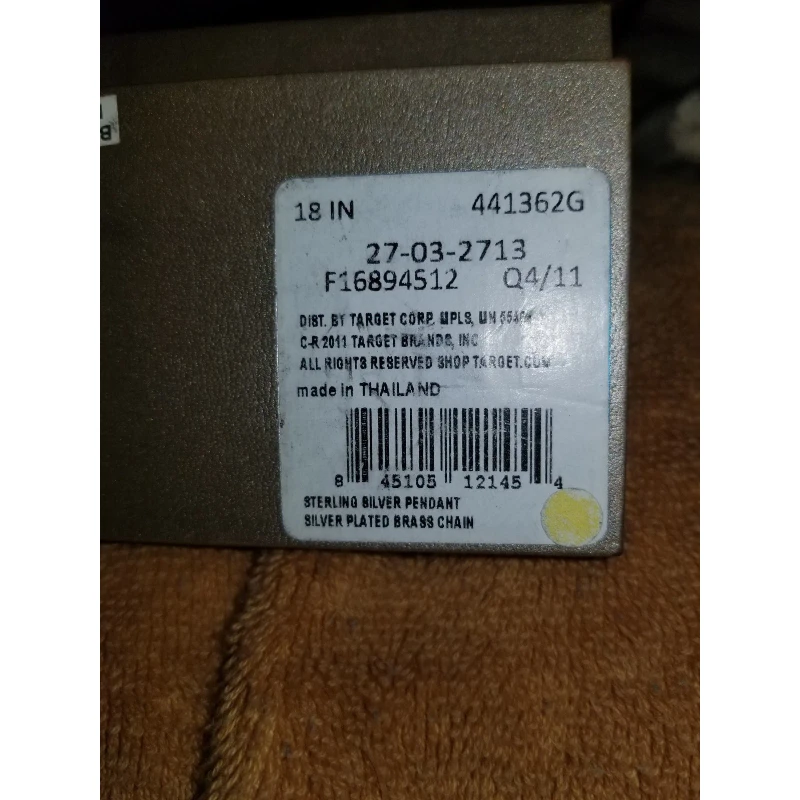 18 IN 441362G
27-03-2713
F16894512 Q4/11
DIST. BY TARGET CORP. MPLS, MN
C-R 2011 TARGET BRANDS, INC
ALL RIGHTS RESERVED SHOP TARGET.COM
made in THAILAND
8 45105 12145 4
STERLING SILVER PENDANT
SILVER PLATED BRASS CHAIN